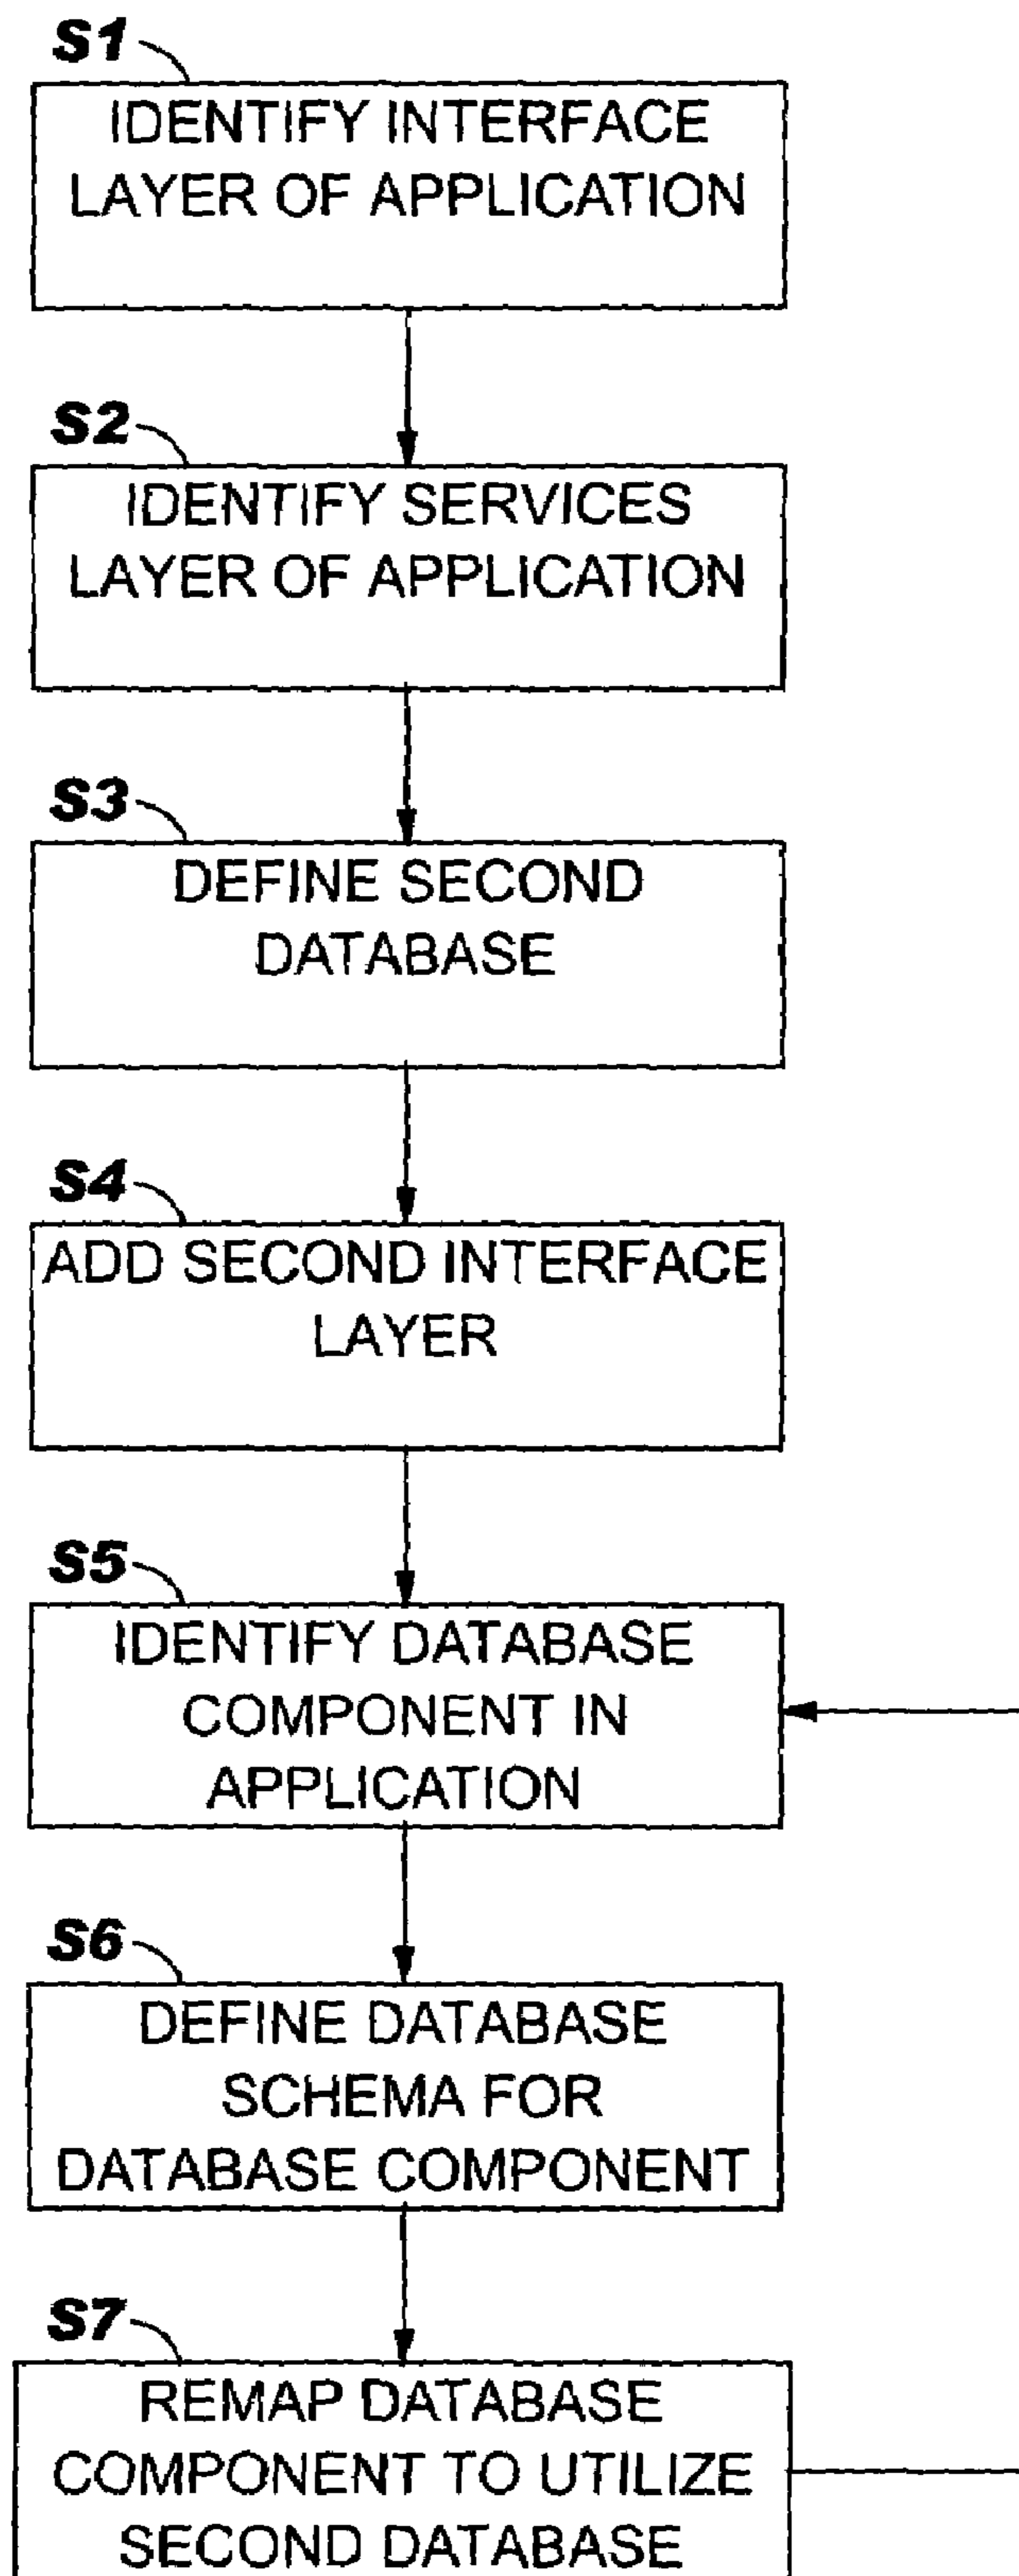 S1
IDENTIFY INTERFACE
LAYER OF APPLICATION
S2
IDENTIFY SERVICES
LAYER OF APPLICATION
S3
DEFINE SECOND
DATABASE
S4
ADD SECOND INTERFACE
LAYER
S5
IDENTIFY DATABASE
COMPONENT IN
APPLICATION
S6
DEFINE DATABASE
SCHEMA FOR
DATABASE COMPONENT
S7
REMAP DATABASE
COMPONENT TO UTILIZE
SECOND DATABASE